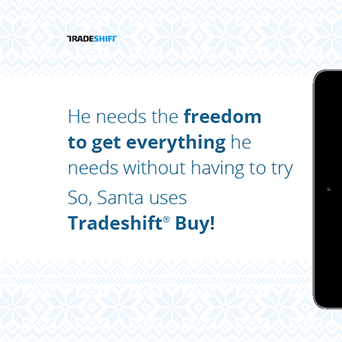 TRADESHIFT
He needs the freedom
to get everything he
needs without having to try
So, Santa uses
Tradeshift® Buy!